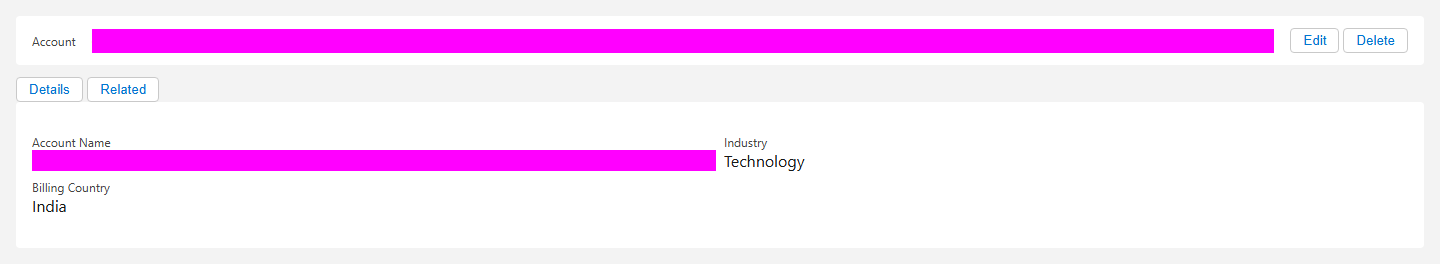 Account
Edit
Delete
Details
Related
Account Name
Industry
Technology
Billing Country
India